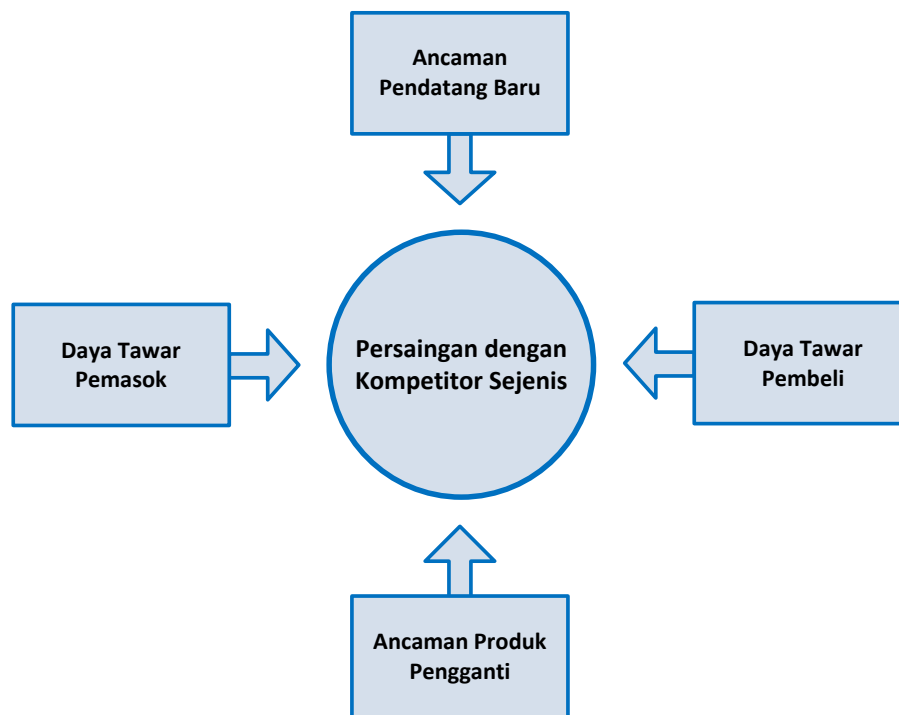 Ancaman
Pendatang Baru
Daya Tawar
Pemasok
Persaingan dengan
Kompetitor Sejenis
Daya Tawar
Pembeli
Ancaman Produk
Pengganti